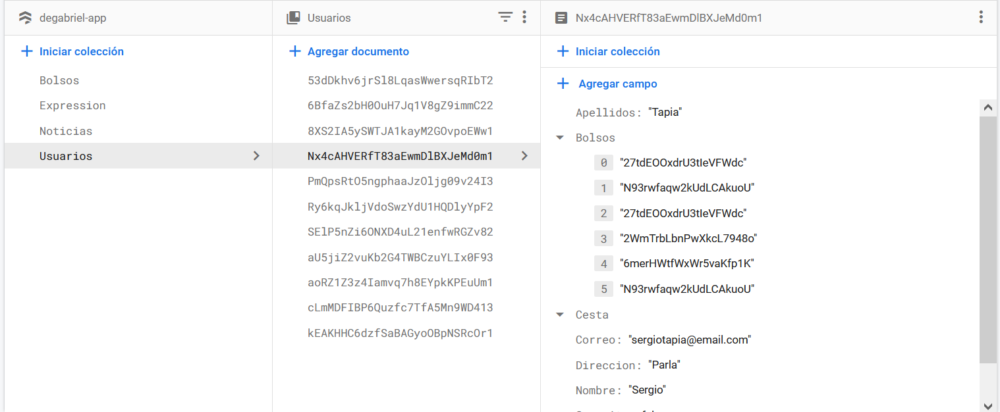 degabriel-app
Iniciar colección
Bolsos
Expression
Noticias
Usuarios
Usuarios
Agregar documento
53dDkhv6jrSl8LqasWwersqRIbT2
6BfaZs2bH0OuH7Jq1V8gZ9immC22
8XS2IA5ySWTJA1kayM2GOvpoEWw1
Nx4cAHVERfT83aEwmDlBXJeMd0m1
PmQpsRtO5ngphaaJzOljg09v24I3
Ry6kqJkljVdoSwzYdU1HQDlyYpF2
SElP5nZi6ONXD4uL21enfwRGZv82
aU5jiZ2vuKb2G4TWBCzuYLIx0F93
aoRZ1Z3z4Iamvq7h8EYpkKPEuUm1
cLmMDFIBP6Quzfc7TfA5Mn9WD413
kEAKHHC6dzfSaBAGyoOBpNSRcOr1
Nx4cAHVERfT83aEwmDlBXJeMd0m1
Iniciar colección
Agregar campo
Apellidos: "Tapia"
Bolsos
0 "27tdEOOxdrU3tIeVFWdc"
1 "N93rwfaqw2kUdLCAkuoU"
2 "27tdEOOxdrU3tIeVFWdc"
3 "2WmTrbLbnPwXkcL7948o"
4 "6merHWtfWxWr5vaKfp1K"
5 "N93rwfaqw2kUdLCAkuoU"
Cesta
Correo: "sergiotapia@email.com"
Direccion: "Parla"
Nombre: "Sergio"